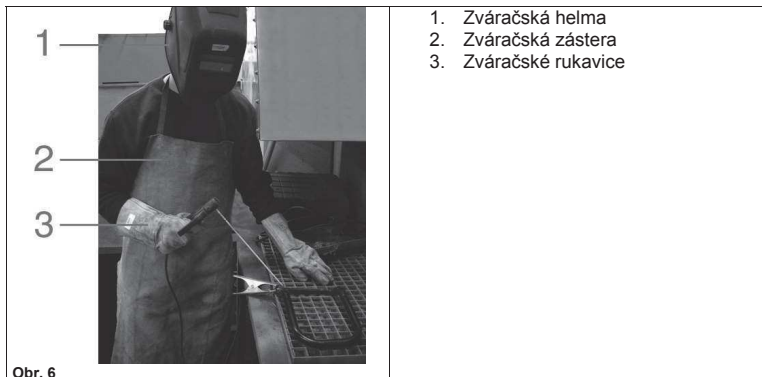 1
2
3
Obr. 6
1. Zváračská helma
2. Zváračská zástera
3. Zváračské rukavice